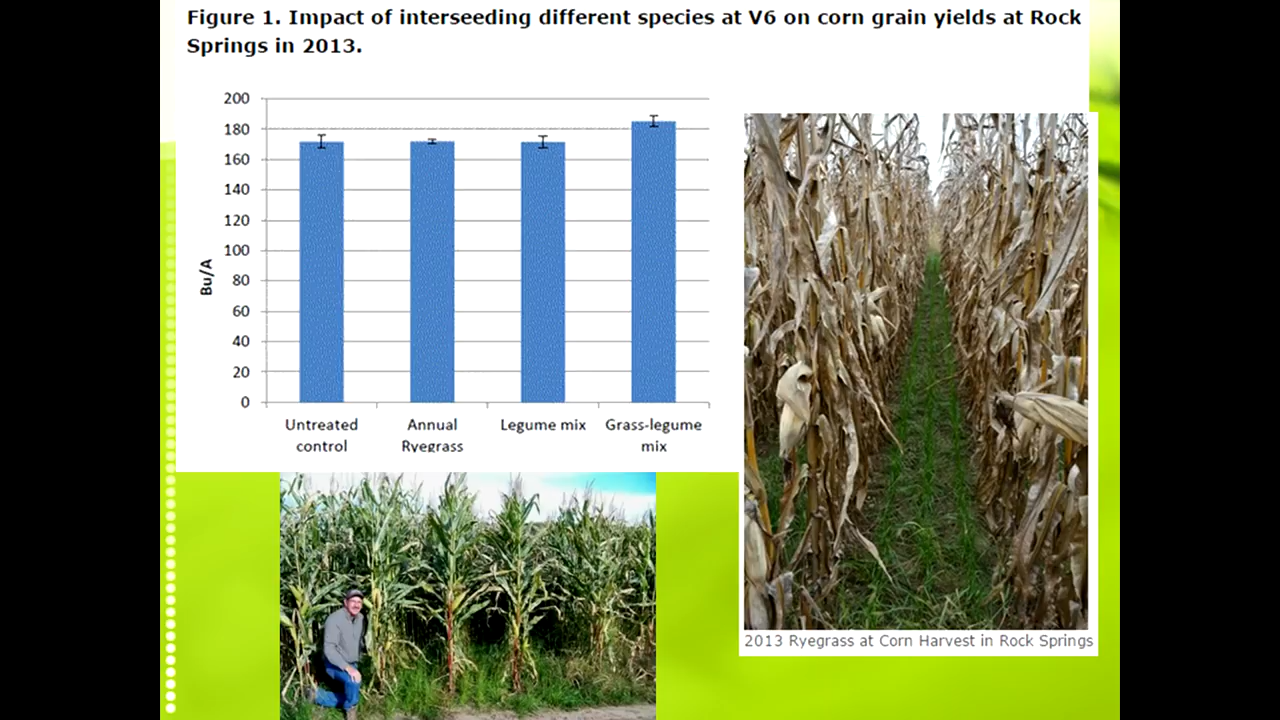 Figure 1. Impact of interseeding different species at V6 on corn grain yields at Rock
Springs in 2013.
200
180
160
140
120
100
80
60
40
20
0
Bu/A
Untreated
control
Annual
Ryegrass
Legume mix
Grass-legume
mix
2013 Ryegrass at Corn Harvest in Rock Springs